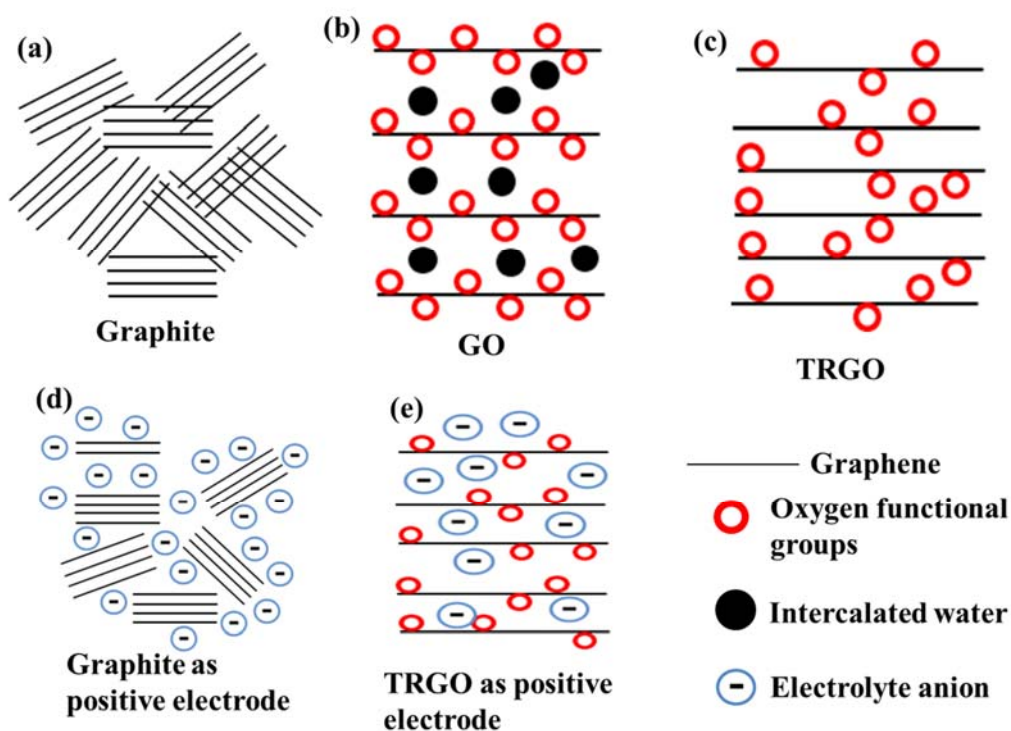 (a)
Graphite
(b)
GO
(c)
TRGO
(d)
Graphite as
positive electrode
(e)
TRGO as positive
electrode
Graphene
Oxygen functional
groups
Intercalated water
Electrolyte anion